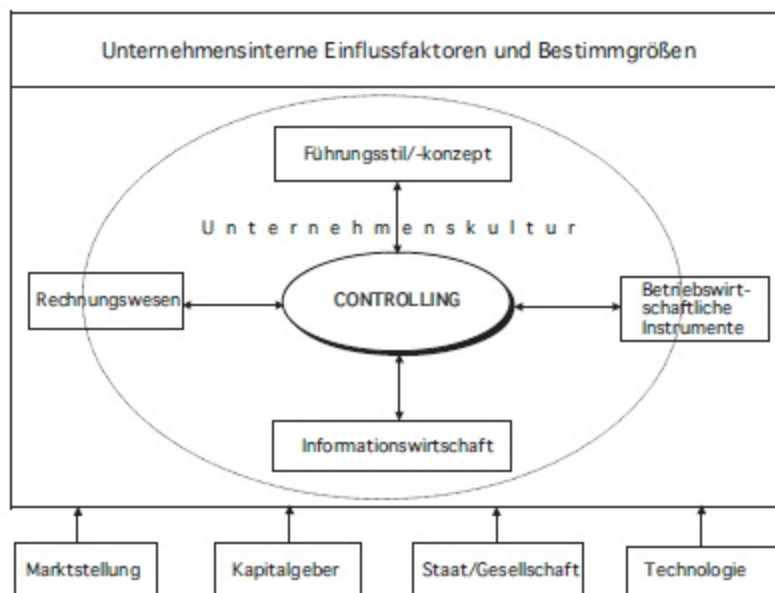 Unternehmensinterne Einflussfaktoren und Bestimmgrößen
Führungsstil/-konzept
Unternehmenskultur
Rechnungswesen
CONTROLLING
Betriebswirt-
schaftliche
Instrumente
Informationswirtschaft
Marktstellung
Kapitalgeber
Staat/Gesellschaft
Technologie